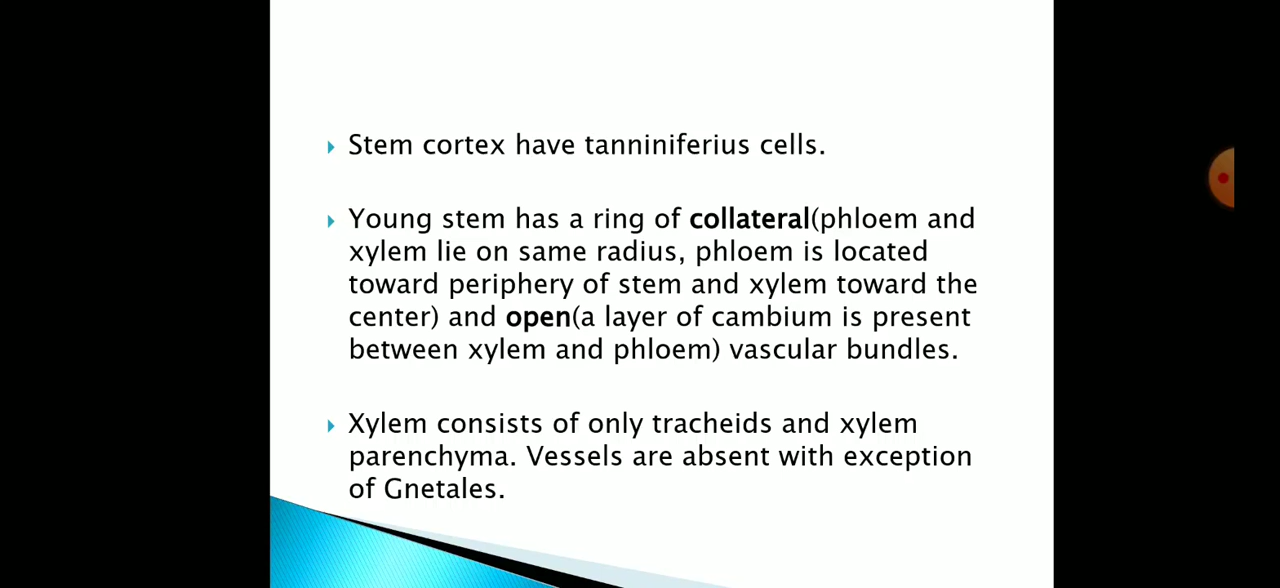 Stem cortex have tanniniferius cells.
Young stem has a ring of collateral(phloem and
xylem lie on same radius, phloem is located
toward periphery of stem and xylem toward the
center) and open(a layer of cambium is present
between xylem and phloem) vascular bundles.
Xylem consists of only tracheids and xylem
parenchyma. Vessels are absent with exception
of Gnetales.